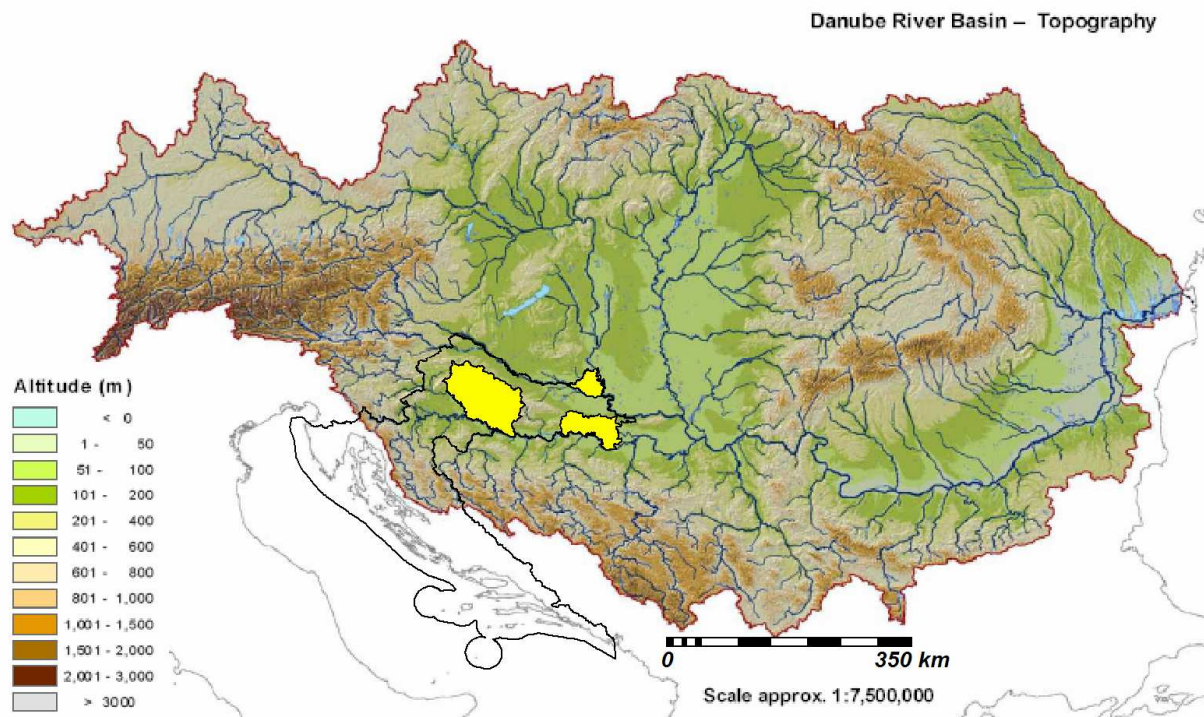 Danube River Basin – Topography
Altitude (m)
< 0
1 - 50
51 - 100
101 - 200
201 - 400
401 - 600
601 - 800
801 - 1,000
1,001 - 1,500
1,501 - 2,000
2,001 - 3,000
> 3000
0 350 km
Scale approx. 1:7,500,000